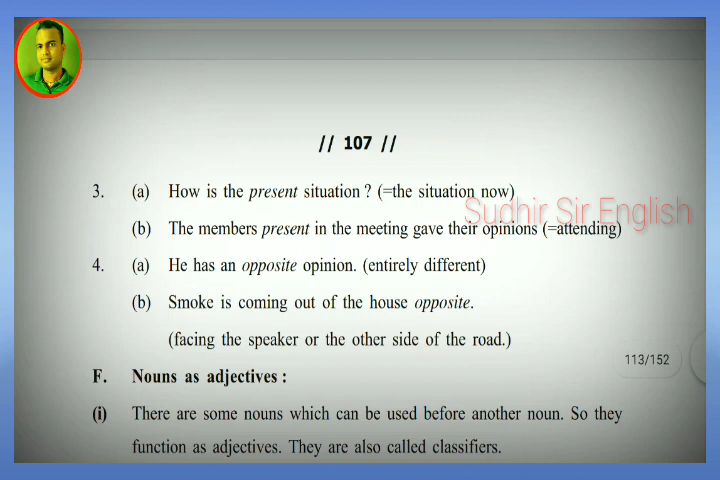 // 107 //
3. (a) How is the present situation ? (=the situation now)
Sudhir Sir English
(b) The members present in the meeting gave their opinions (=attending)
4. (a) He has an opposite opinion. (entirely different)
(b) Smoke is coming out of the house opposite.
(facing the speaker or the other side of the road.)
113/152
F. Nouns as adjectives :
(i) There are some nouns which can be used before another noun. So they
function as adjectives. They are also called classifiers.